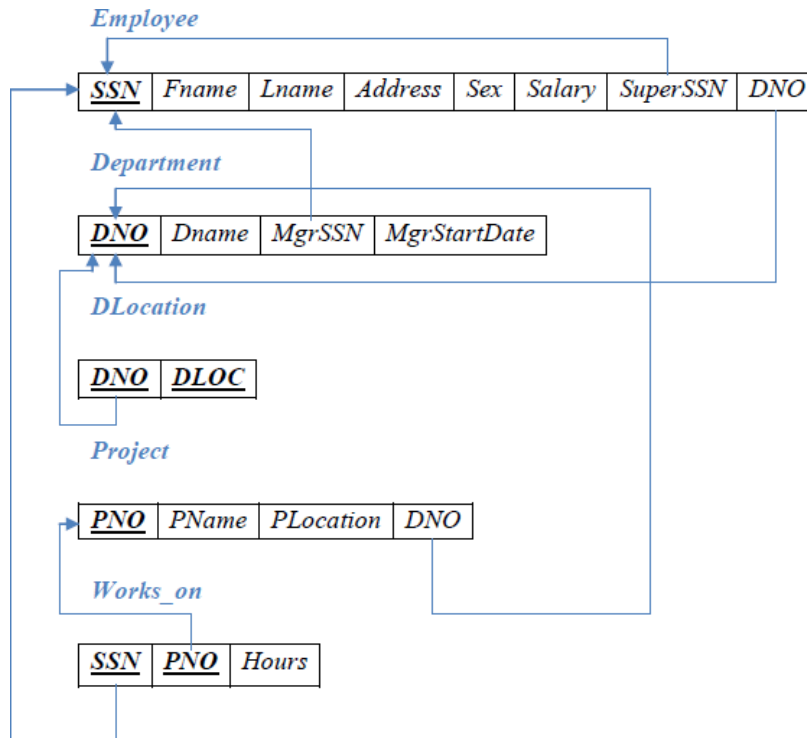 Employee
SSN Fname Lname Address Sex Salary SuperSSN DNO
Department
DNO Dname MgrSSN MgrStartDate
DLocation
DNO DLOC
Project
PNO PName PLocation DNO
Works_on
SSN PNO Hours